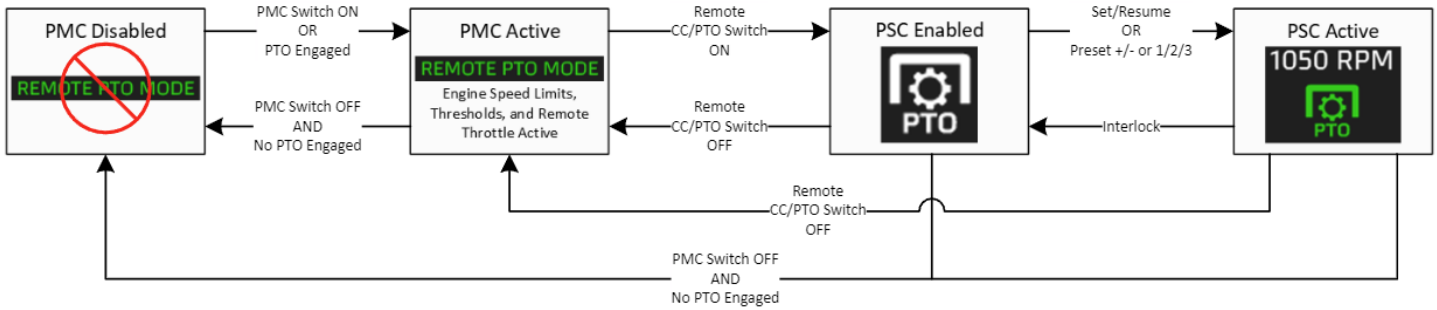 PMC Disabled
REMOTE PTO MODE
PMC Switch ON
OR
PTO Engaged
PMC Switch OFF
AND
No PTO Engaged
PMC Active
REMOTE PTO MODE
Engine Speed Limits,
Thresholds, and Remote
Throttle Active
Remote
CC/PTO Switch
ON
Remote
CC/PTO Switch
OFF
PSC Enabled
PTO
Set/Resume
OR
Preset +/- or 1/2/3
Interlock
PSC Active
1050 RPM
PTO
Remote
CC/PTO Switch
OFF
PMC Switch OFF
AND
No PTO Engaged